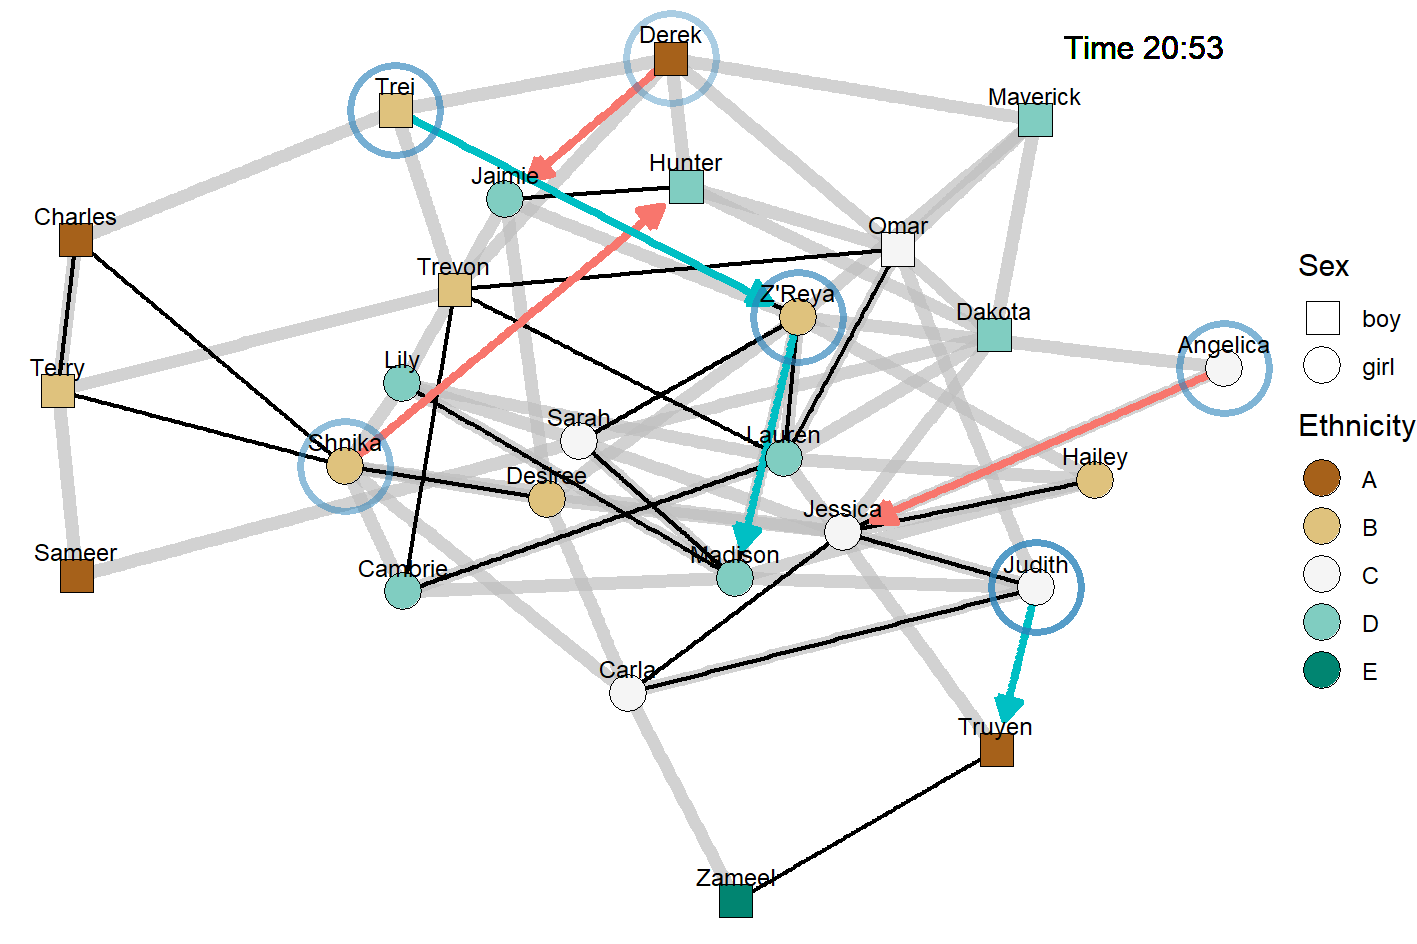 Derek
Time 20:53
Trei
Maverick
Hunter
Jaimie
Charles
Omar
Trevon
Z'Reya
Dakota
Angelica
Terry
Lily
Sarah
Shnika
Lauren
Desiree
Hailey
Jessica
Sameer
Cambrie
Madison
Judith
Carla
Truyen
Zameel
Sex
boy
girl
Ethnicity
A
B
C
D
E